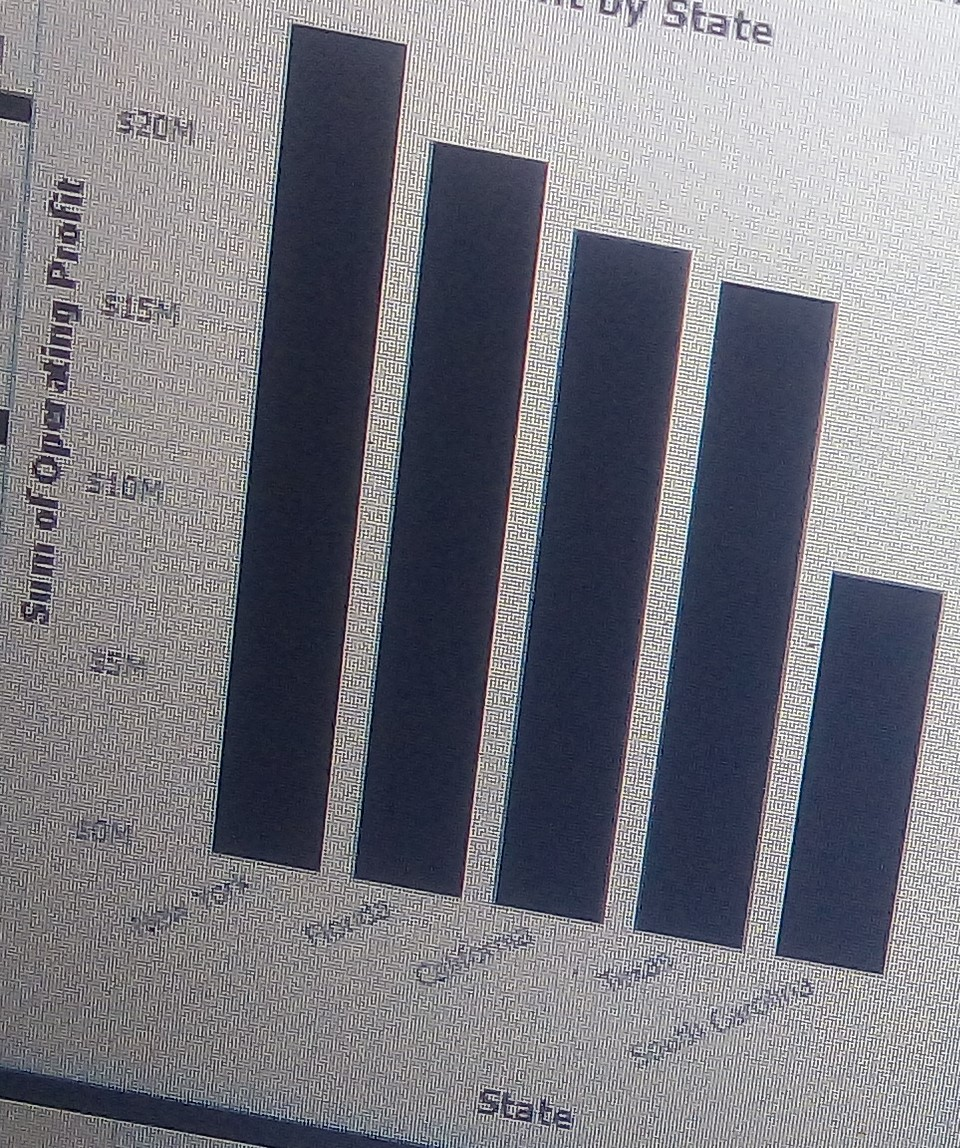 by State
Sum of Operating Profit
$20M
$15M
$10M
$5M
$0M
New York
Florida
California
Texas
South Carolina
State